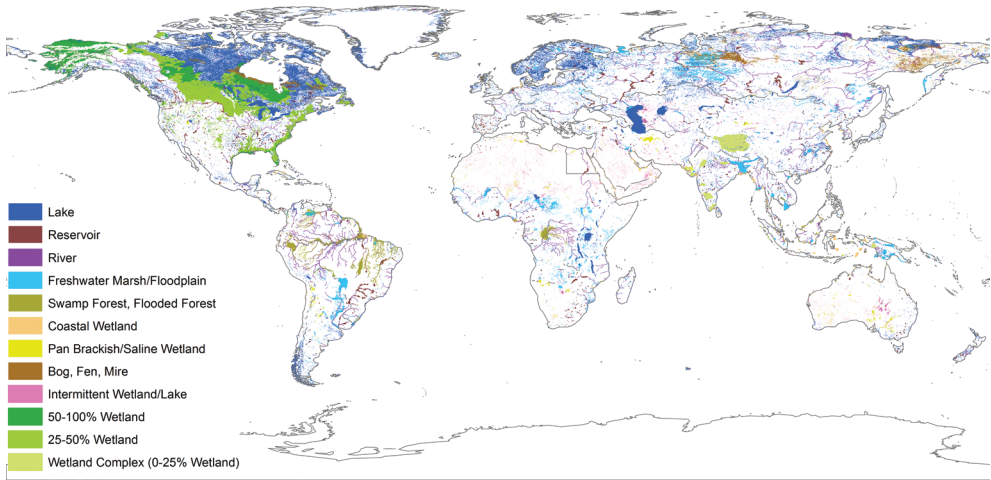 Lake
Reservoir
River
Freshwater Marsh/Floodplain
Swamp Forest, Flooded Forest
Coastal Wetland
Pan Brackish/Saline Wetland
Bog, Fen, Mire
Intermittent Wetland/Lake
50-100% Wetland
25-50% Wetland
Wetland Complex (0-25% Wetland)